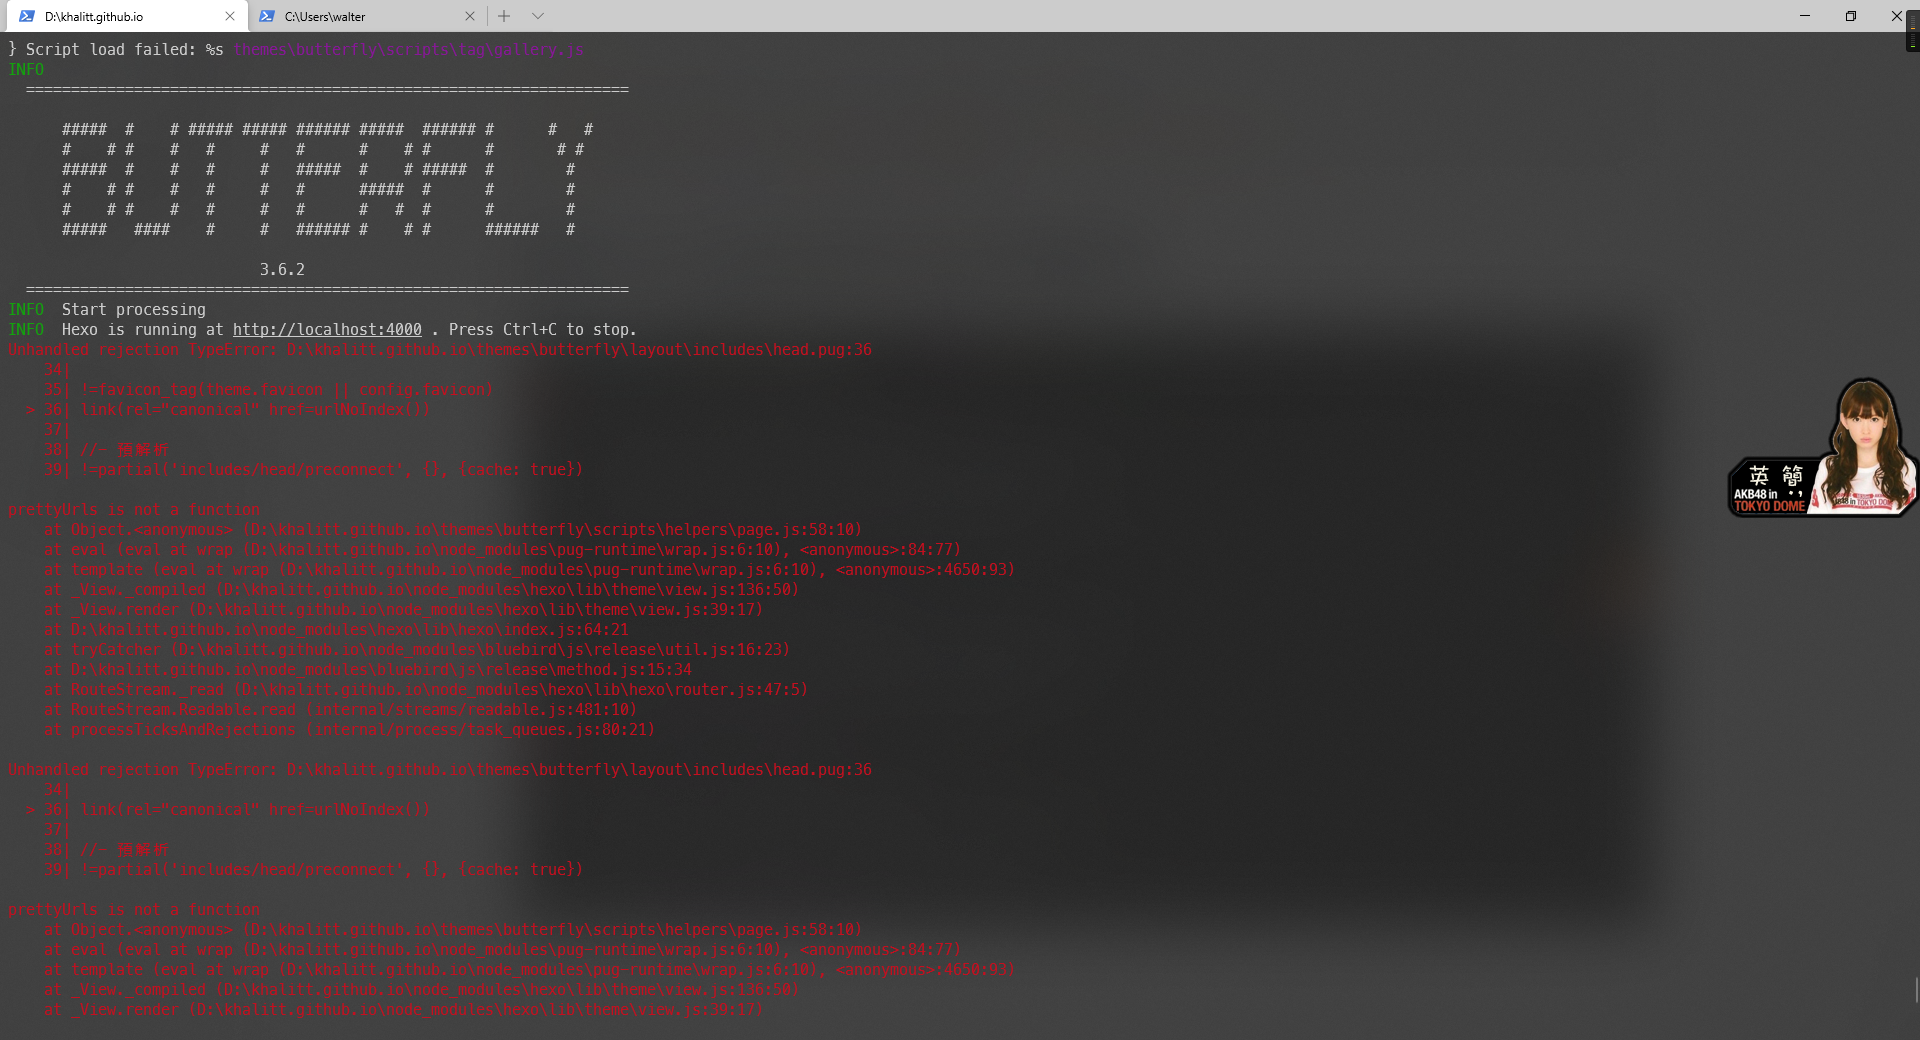 D:\khalitt.github.io
C:\Users\walter
} Script load failed: %s themes\butterfly\scripts\tag\gallery.js
INFO
===================================================================
##### # # ##### ##### ###### ##### ###### # # #
# # # # # # # # # # # # #
##### # # # # ##### # # ##### # #
# # # # # # # ##### # # #
# # # # # # # # # # # #
##### #### # # ###### # # # ###### #
3.6.2
===================================================================
INFO Start processing
INFO Hexo is running at http://localhost:4000 . Press Ctrl+C to stop.
Unhandled rejection TypeError: D:\khalitt.github.io\themes\butterfly\layout\includes\head.pug:36
34|
35| !=favicon_tag(theme.favicon || config.favicon)
> 36| link(rel="canonical" href=urlNoIndex())
37|
38| //- 預解析
39| !=partial('includes/head/preconnect', {}, {cache: true})
prettyUrls is not a function
at Object.<anonymous> (D:\khalitt.github.io\themes\butterfly\scripts\helpers\page.js:58:10)
at eval (eval at wrap (D:\khalitt.github.io\node_modules\pug-runtime\wrap.js:6:10), <anonymous>:84:77)
at template (eval at wrap (D:\khalitt.github.io\node_modules\pug-runtime\wrap.js:6:10), <anonymous>:4650:93)
at _View._compiled (D:\khalitt.github.io\node_modules\hexo\lib\theme\view.js:136:50)
at _View.render (D:\khalitt.github.io\node_modules\hexo\lib\theme\view.js:39:17)
at D:\khalitt.github.io\node_modules\hexo\lib\hexo\index.js:64:21
at tryCatcher (D:\khalitt.github.io\node_modules\bluebird\js\release\util.js:16:23)
at D:\khalitt.github.io\node_modules\bluebird\js\release\method.js:15:34
at RouteStream._read (D:\khalitt.github.io\node_modules\hexo\lib\hexo\router.js:47:5)
at RouteStream.Readable.read (internal/streams/readable.js:481:10)
at processTicksAndRejections (internal/process/task_queues.js:80:21)
Unhandled rejection TypeError: D:\khalitt.github.io\themes\butterfly\layout\includes\head.pug:36
34|
> 36| link(rel="canonical" href=urlNoIndex())
37|
38| //- 預解析
39| !=partial('includes/head/preconnect', {}, {cache: true})
prettyUrls is not a function
at Object.<anonymous> (D:\khalitt.github.io\themes\butterfly\scripts\helpers\page.js:58:10)
at eval (eval at wrap (D:\khalitt.github.io\node_modules\pug-runtime\wrap.js:6:10), <anonymous>:84:77)
at template (eval at wrap (D:\khalitt.github.io\node_modules\pug-runtime\wrap.js:6:10), <anonymous>:4650:93)
at _View._compiled (D:\khalitt.github.io\node_modules\hexo\lib\theme\view.js:136:50)
at _View.render (D:\khalitt.github.io\node_modules\hexo\lib\theme\view.js:39:17)
英 簡
AKB48 in
TOKYO DOME